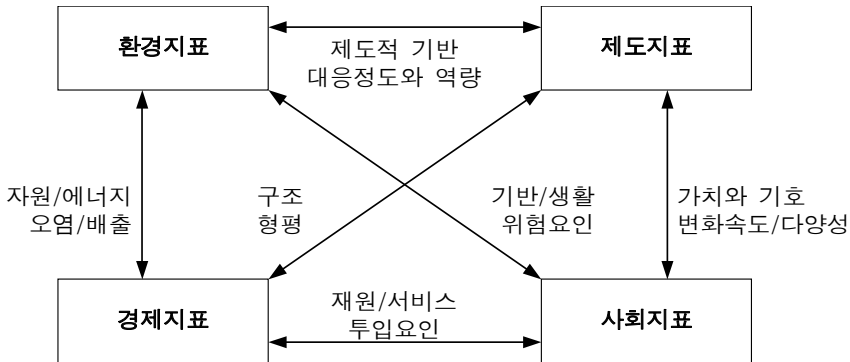 환경지표
제도적 기반
대응정도와 역량
제도지표
자원/에너지
오염/배출
구조
형평
기반/생활
위험요인
가치와 기호
변화속도/다양성
경제지표
재원/서비스
투입요인
사회지표